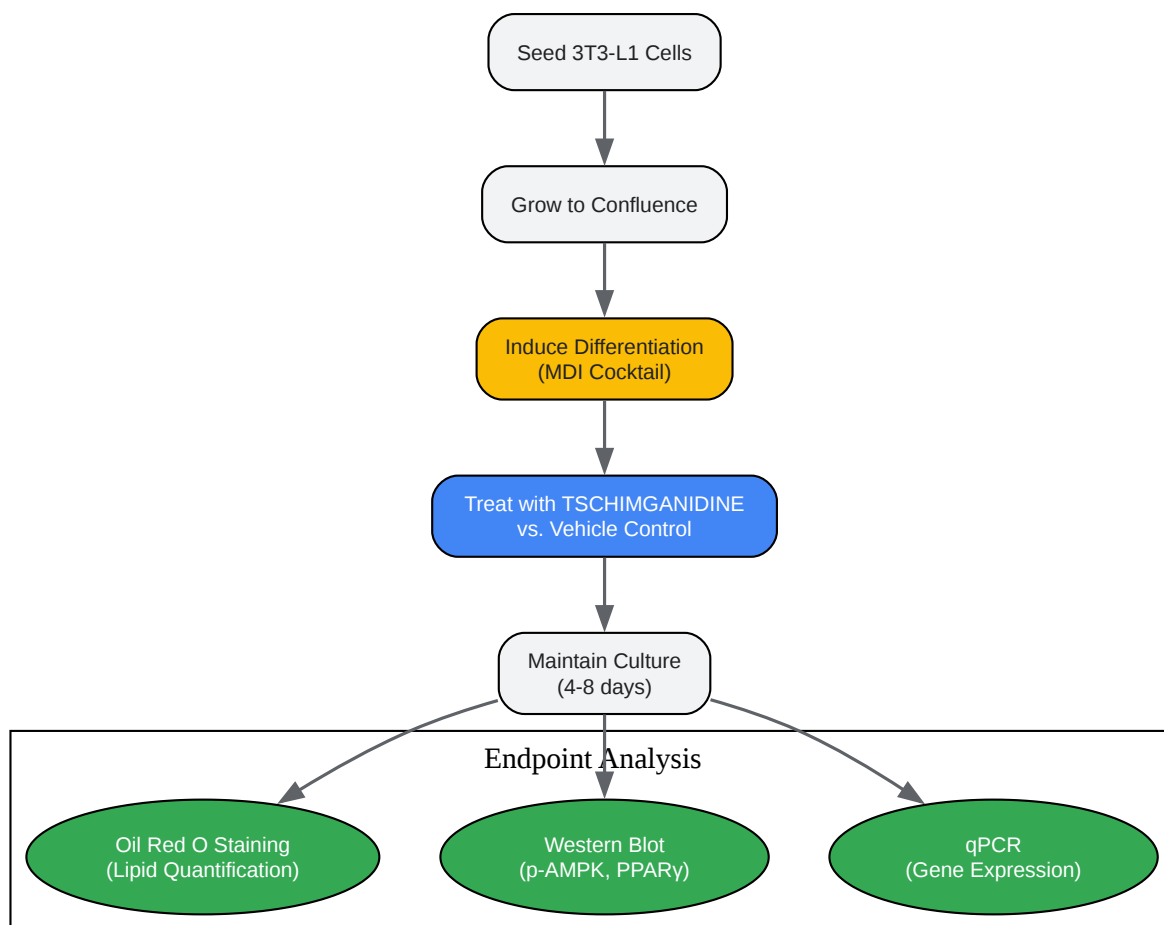 Seed 3T3-L1 Cells
Grow to Confluence
Induce Differentiation
(MDI Cocktail)
Treat with TSCHIMGANIDINE
vs. Vehicle Control
Maintain Culture
(4-8 days)
Endpoint Analysis
Oil Red O Staining
(Lipid Quantification)
Western Blot
(p-AMPK, PPARγ)
qPCR
(Gene Expression)